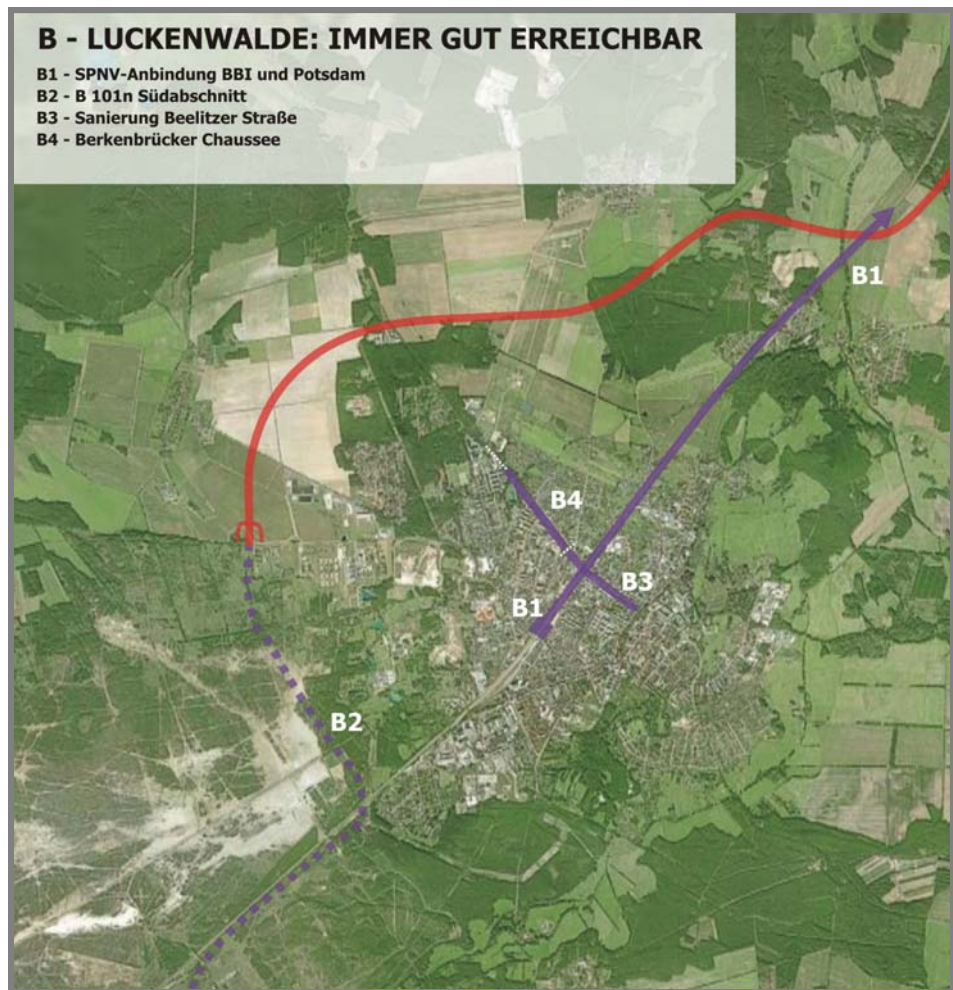 B - LUCKENWALDE: IMMER GUT ERREICHBAR
B1 - SPNV-Anbindung BBI und Potsdam
B2 - B 101n Südabschnitt
B3 - Sanierung Beelitzer Straße
B4 - Berkenbrücker Chaussee
B1
B4
B3
B1
B2